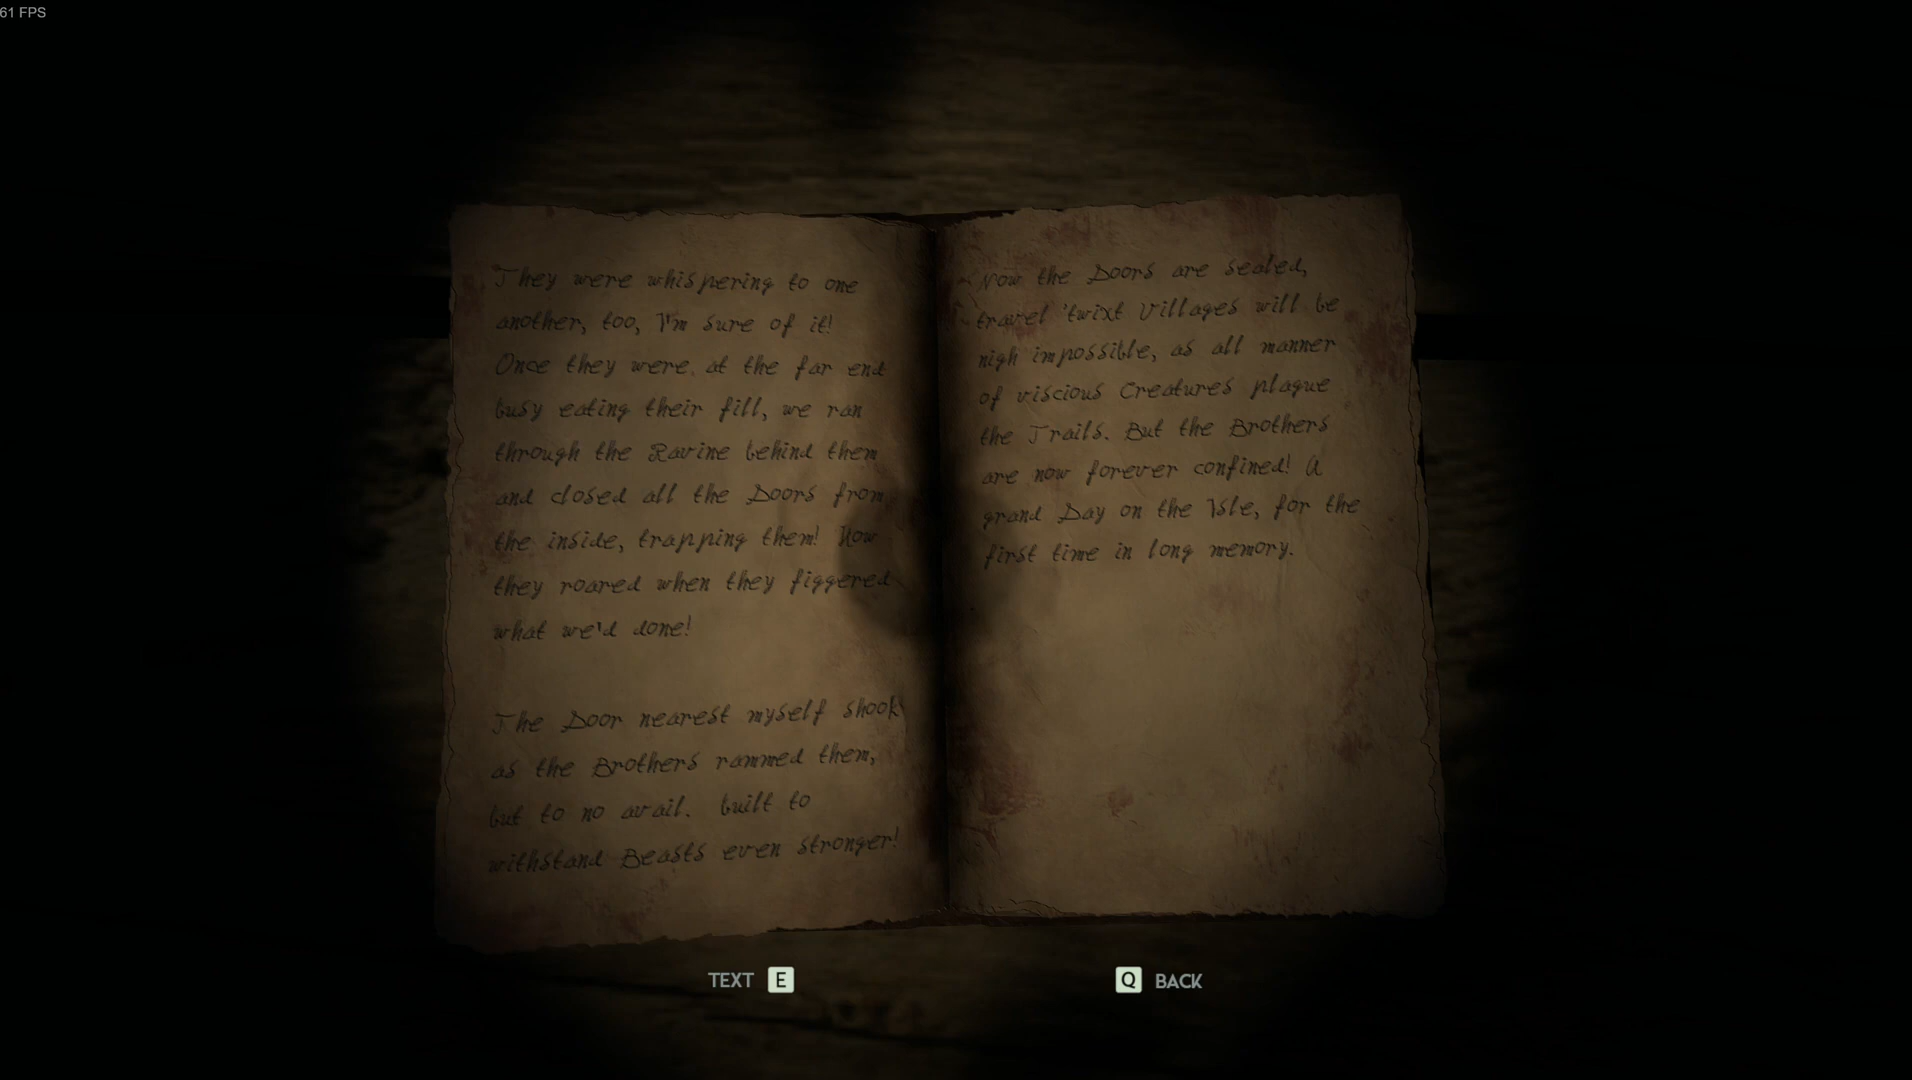 61 FPS
They were whispering to one
another, too, I'm sure of it!
Once they were at the far end
busy eating their fill, we ran
through the Ravine behind them
and closed all the Doors from
the inside, trapping them! How
they roared when they figgered
what we'd done!
The Door nearest myself shook
as the Brothers rammed them,
but to no avail. built to
withstand Beasts even stronger!
Now the Doors are sealed,
travel 'twixt Villages will be
nigh impossible, as all manner
of viscious Creatures plague
the Trails. But the Brothers
are now forever confined! A
grand Day on the Isle, for the
first time in long memory.
TEXT E
Q BACK